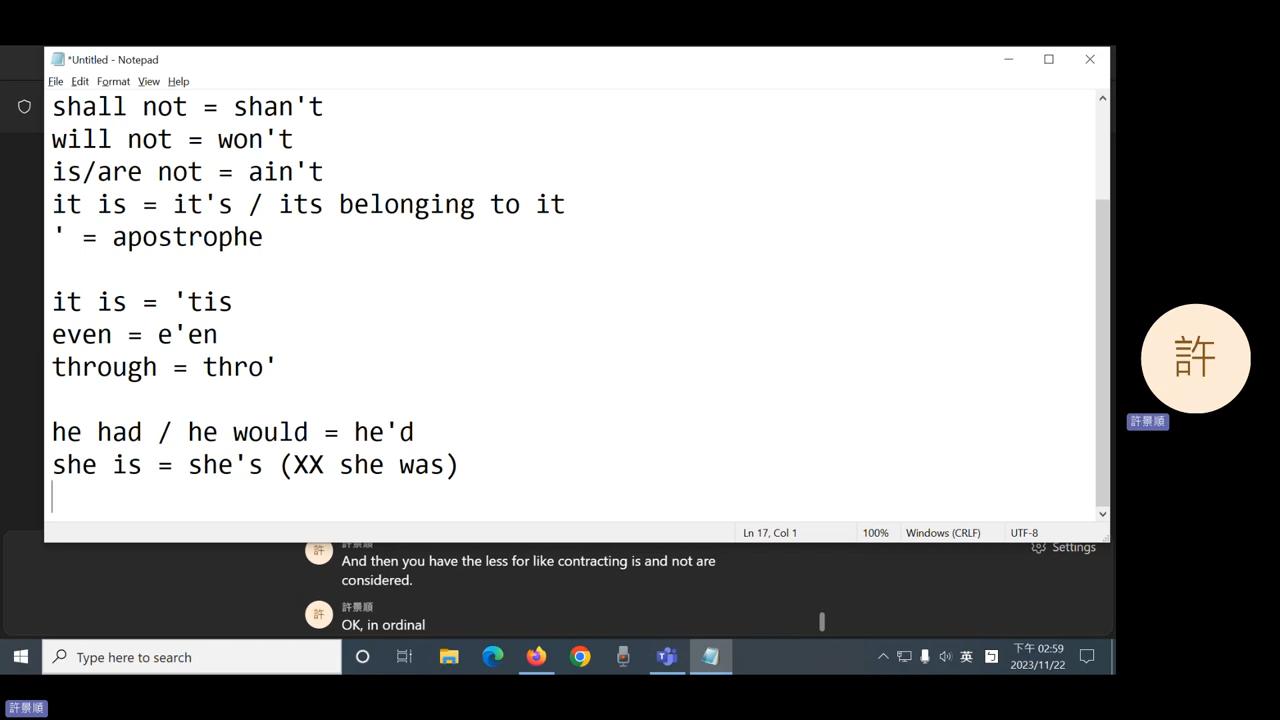 *Untitled - Notepad
File Edit Format View Help
shall not = shan't
will not = won't
is/are not = ain't
it is = it's / its belonging to it
' = apostrophe
it is = 'tis
even = e'en
through = thro'
he had / he would = he'd
she is = she's (XX she was)
Ln 17, Col 1 100% Windows (CRLF) UTF-8
許
許景順
許 許景順
And then you have the less for like contracting is and not are
considered.
Settings
許 許景順
OK, in ordinal
Type here to search
英
下午 02:59
2023/11/22
許景順